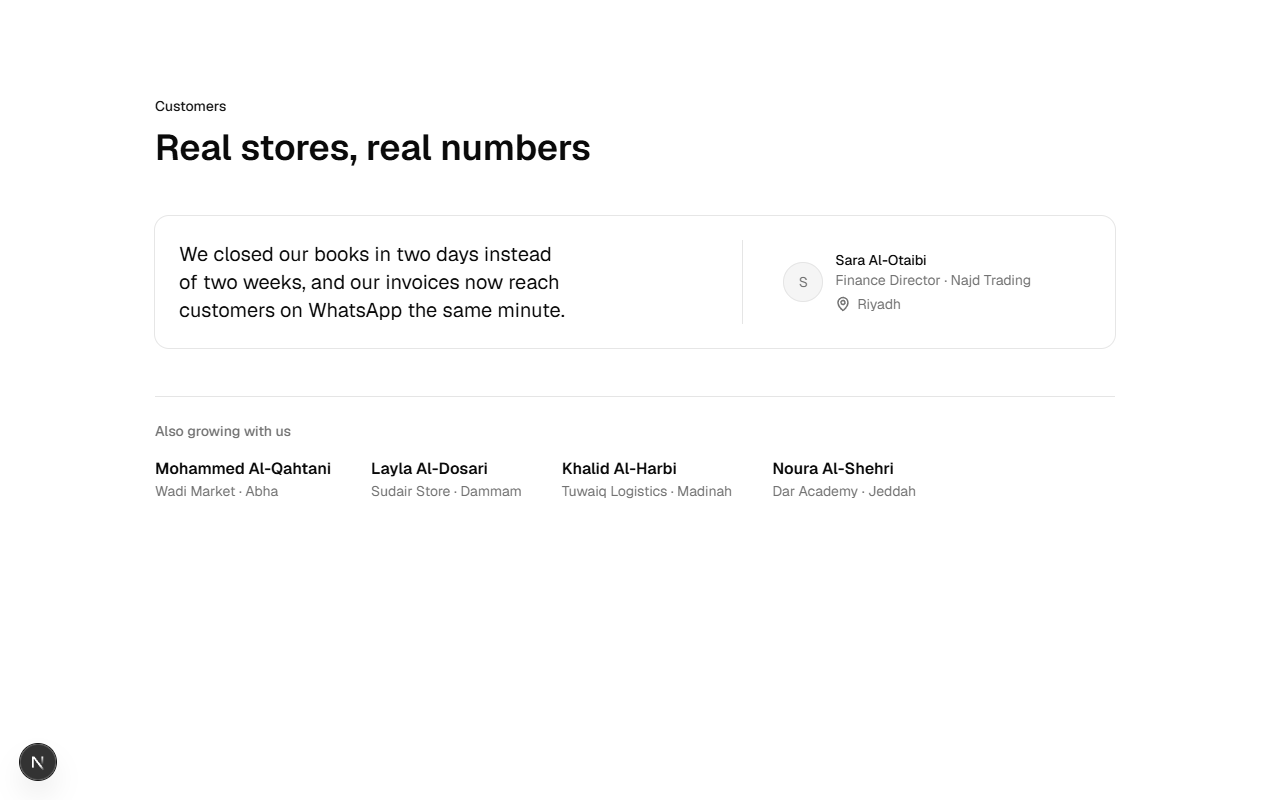 Customers
Real stores, real numbers
We closed our books in two days instead
of two weeks, and our invoices now reach
customers on WhatsApp the same minute.
S
Sara Al-Otaibi
Finance Director · Najd Trading
Riyadh
Also growing with us
Mohammed Al-Qahtani
Wadi Market · Abha
Layla Al-Dosari
Sudair Store · Dammam
Khalid Al-Harbi
Tuwaiq Logistics · Madinah
Noura Al-Shehri
Dar Academy · Jeddah
N